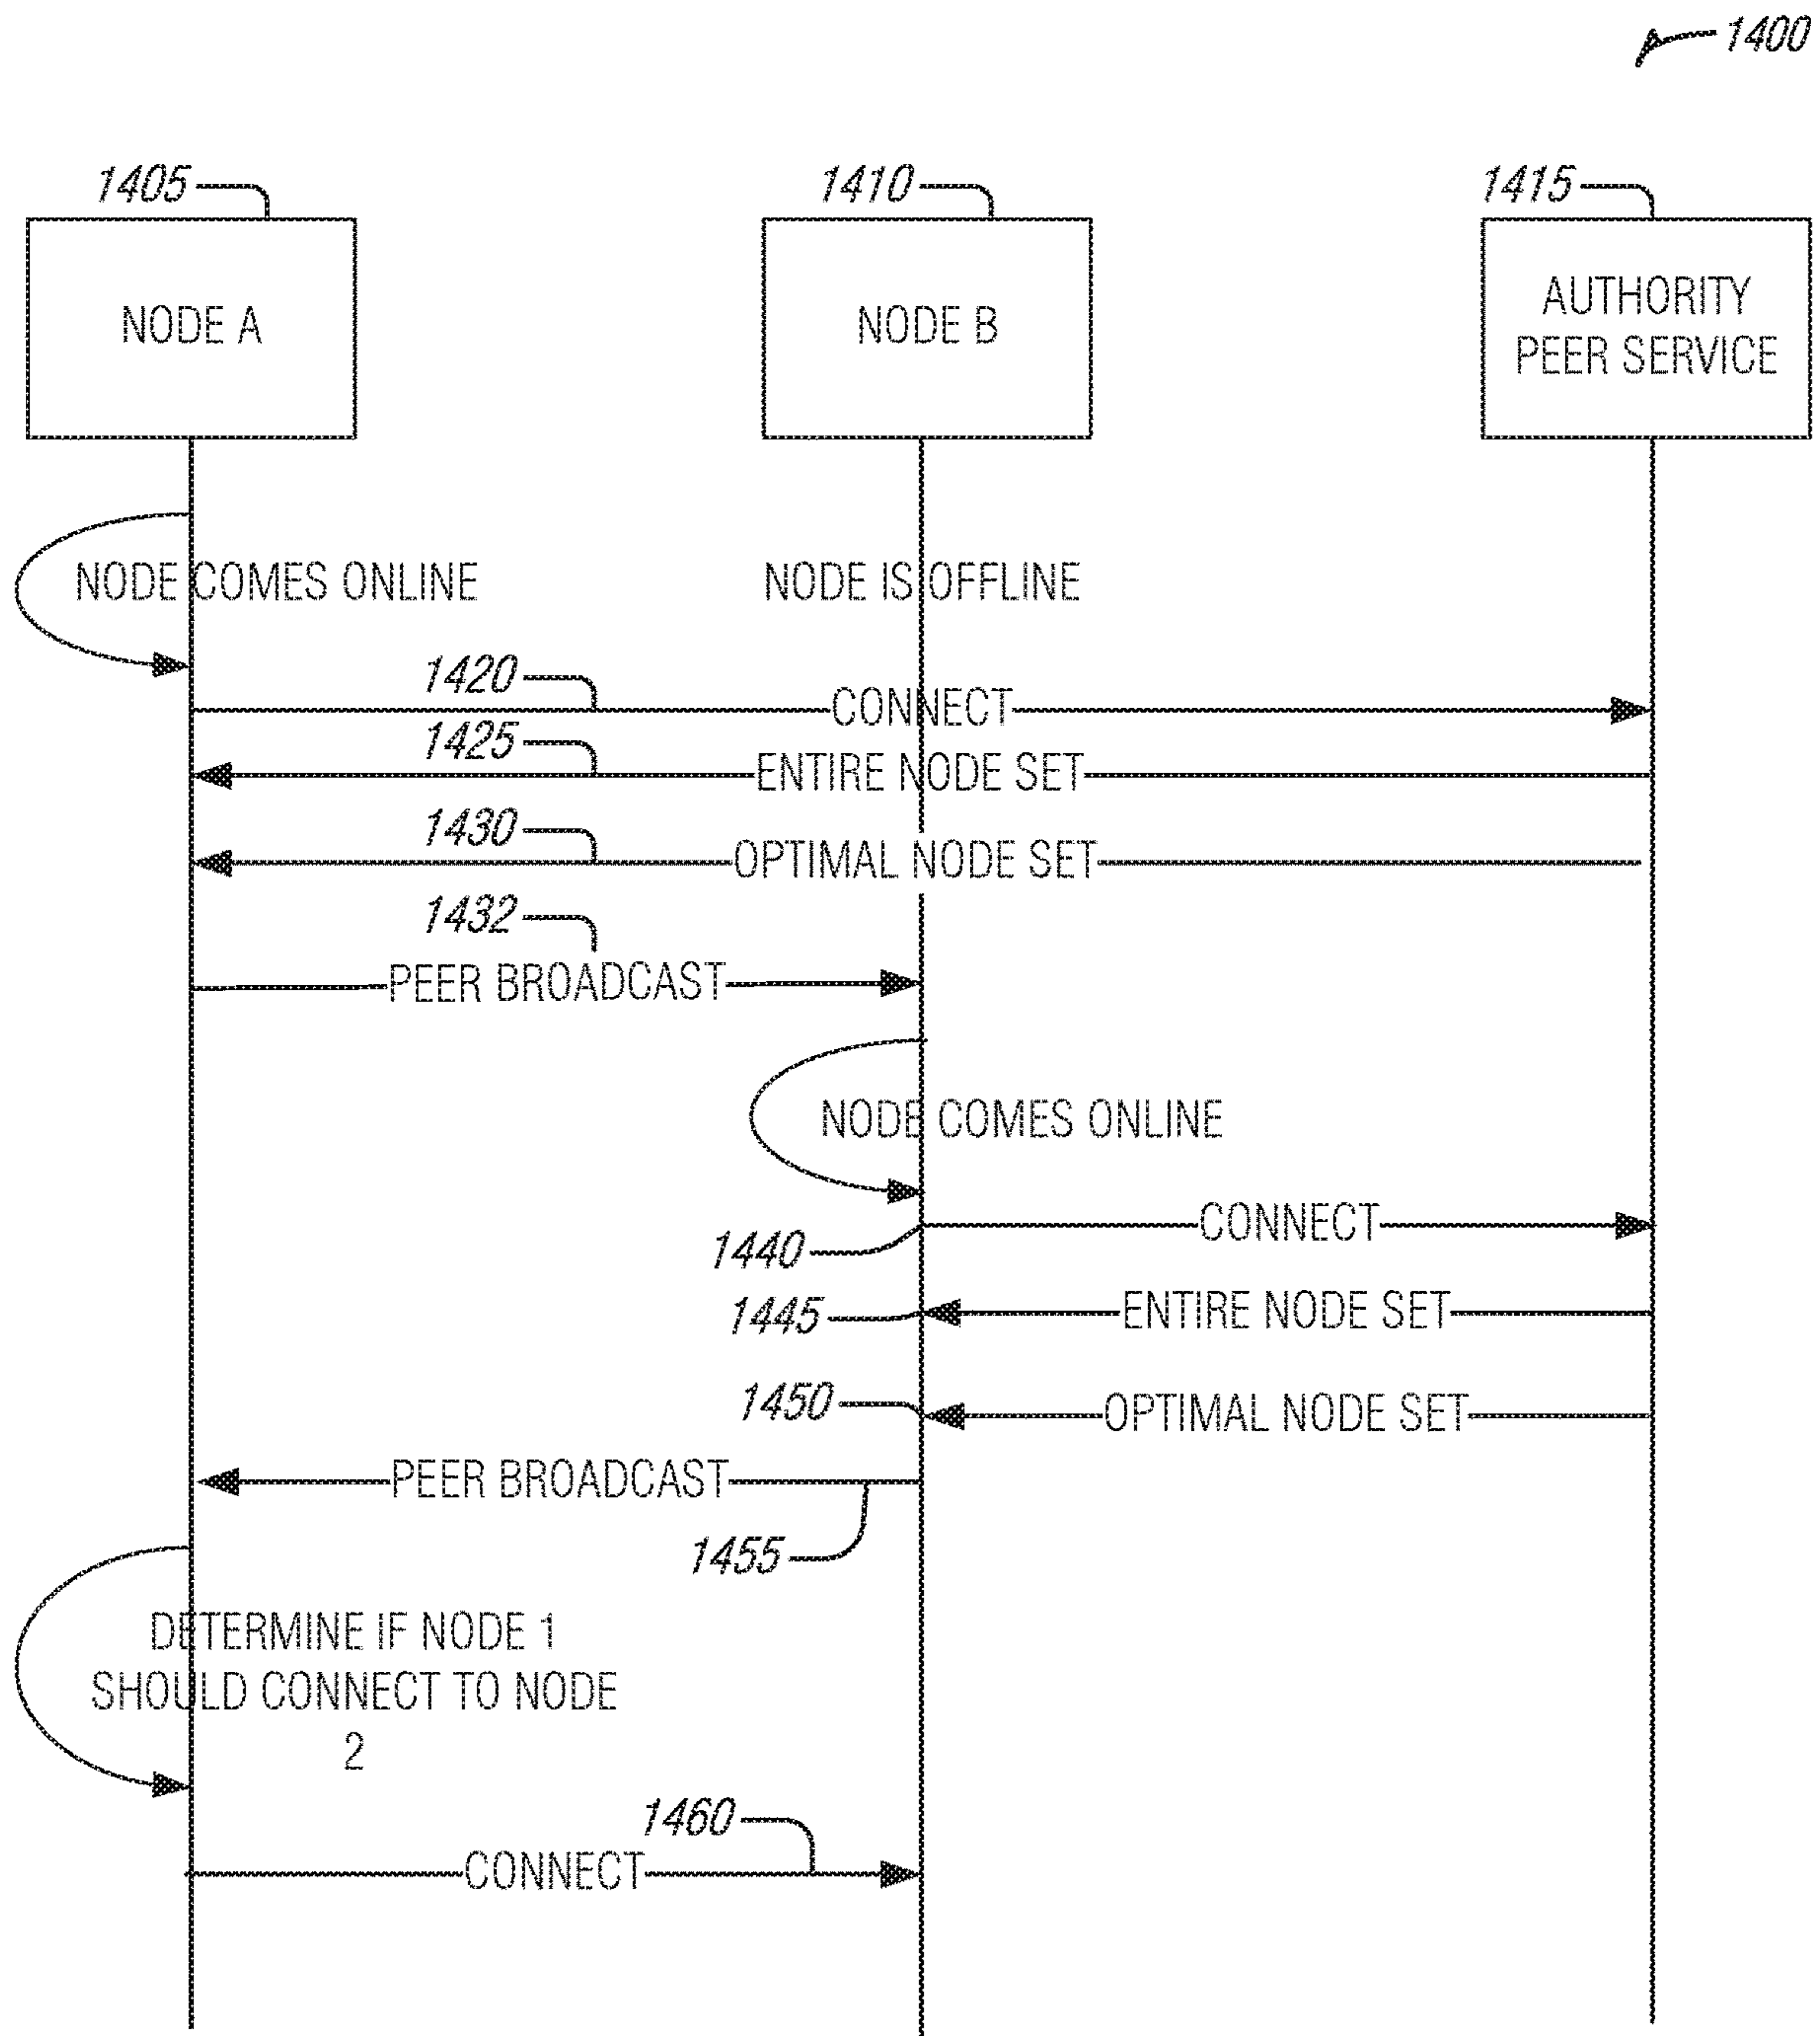 1400
1405
1410
1415
NODE A
NODE B
AUTHORITY
PEER SERVICE
NODE COMES ONLINE
NODE IS OFFLINE
1420
CONNECT
1425
ENTIRE NODE SET
1430
OPTIMAL NODE SET
1432
PEER BROADCAST
NODE COMES ONLINE
CONNECT
1440
1445
ENTIRE NODE SET
1450
OPTIMAL NODE SET
PEER BROADCAST
1455
DETERMINE IF NODE 1
SHOULD CONNECT TO NODE
2
1460
CONNECT